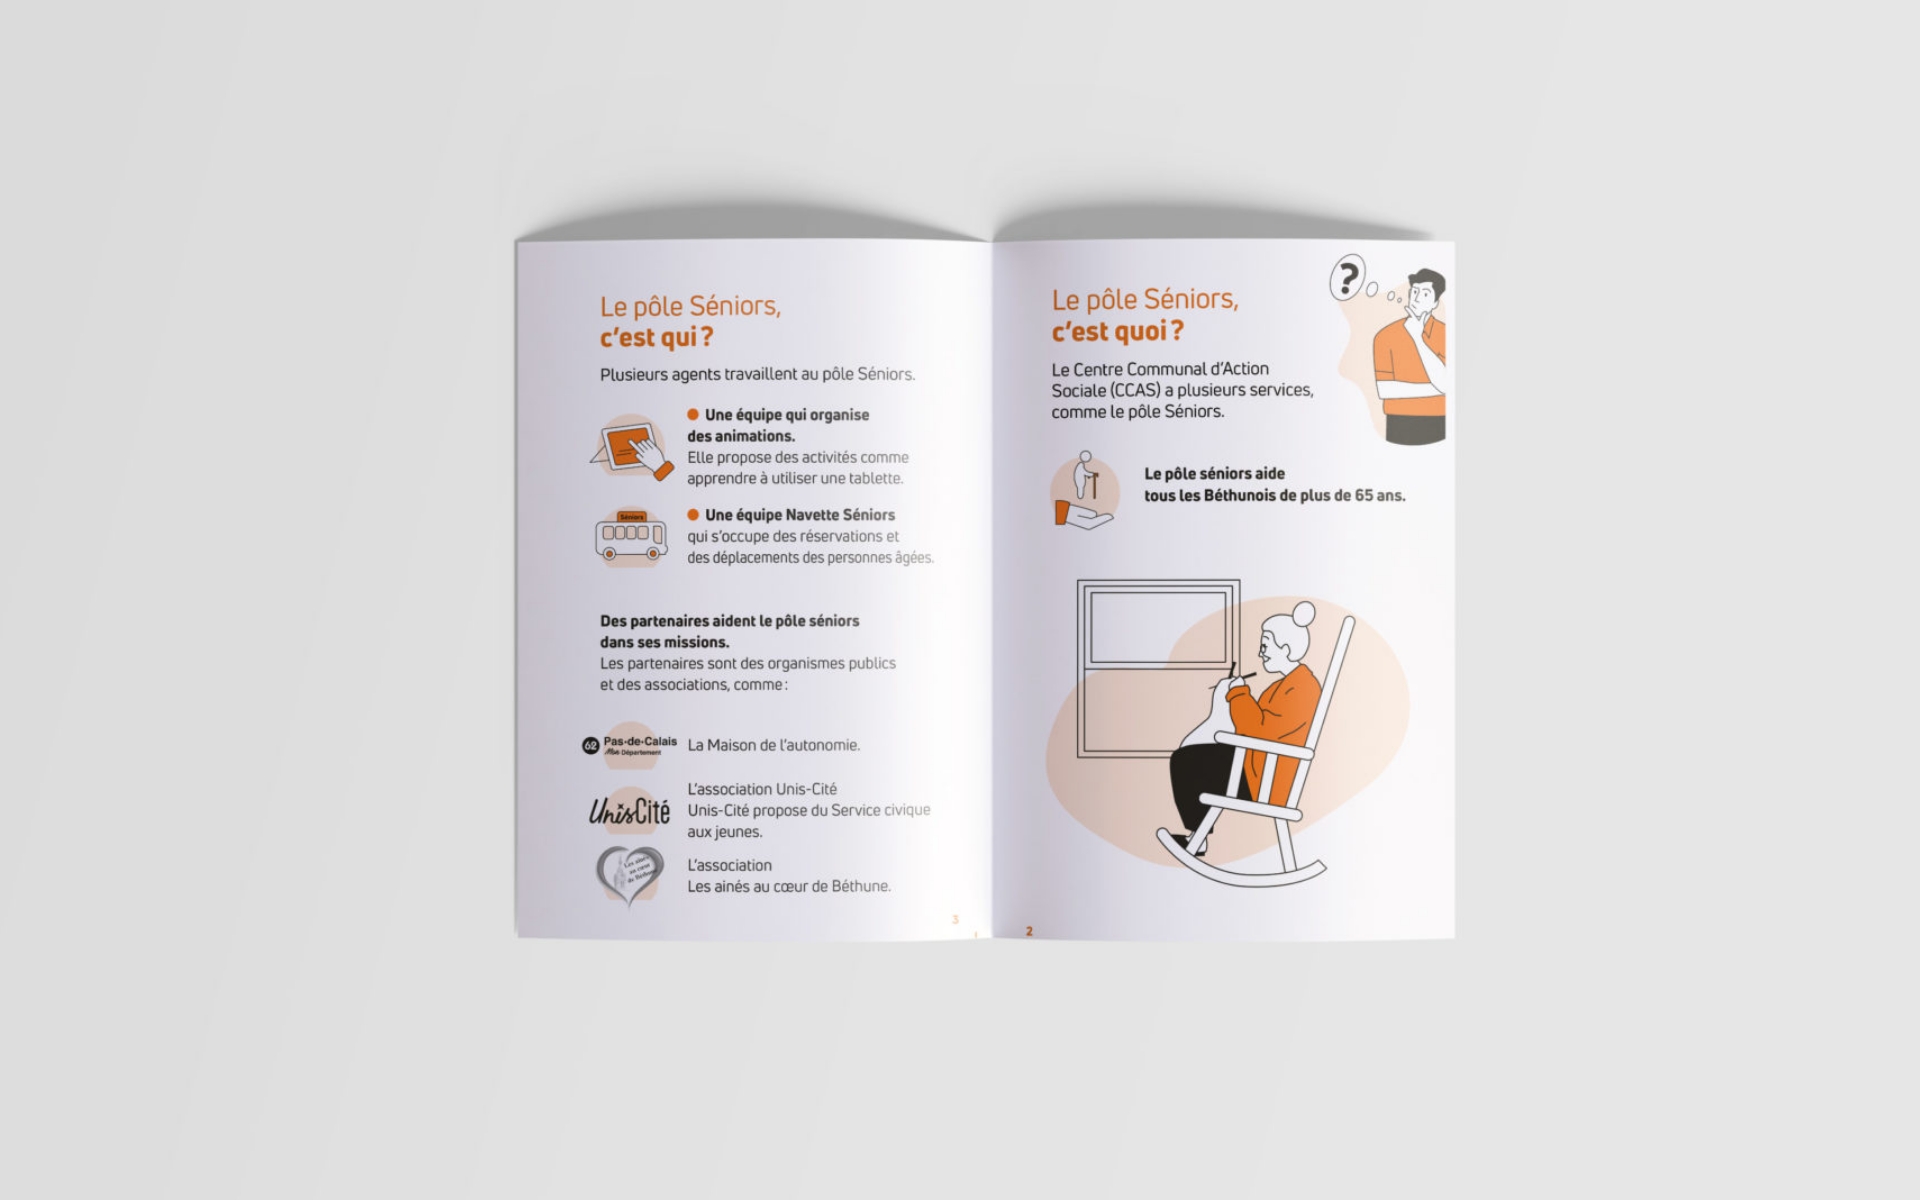 Le pôle Séniors,
c'est qui ?
Plusieurs agents travaillent au pôle Séniors.
● Une équipe qui organise
des animations.
Elle propose des activités comme
apprendre à utiliser une tablette.
Séniors
● Une équipe Navette Séniors
qui s'occupe des réservations et
des déplacements des personnes âgées.
Des partenaires aident le pôle séniors
dans ses missions.
Les partenaires sont des organismes publics
et des associations, comme :
62 Pas-de-Calais
Mon Département
La Maison de l'autonomie.
UnisCité
L'association Unis-Cité
Unis-Cité propose du Service civique
aux jeunes.
Les aînés
au cœur
de Béthune
L'association
Les ainés au cœur de Béthune.
3
Le pôle Séniors,
c'est quoi ?
?
Le Centre Communal d'Action
Sociale (CCAS) a plusieurs services,
comme le pôle Séniors.
Le pôle séniors aide
tous les Béthunois de plus de 65 ans.
2